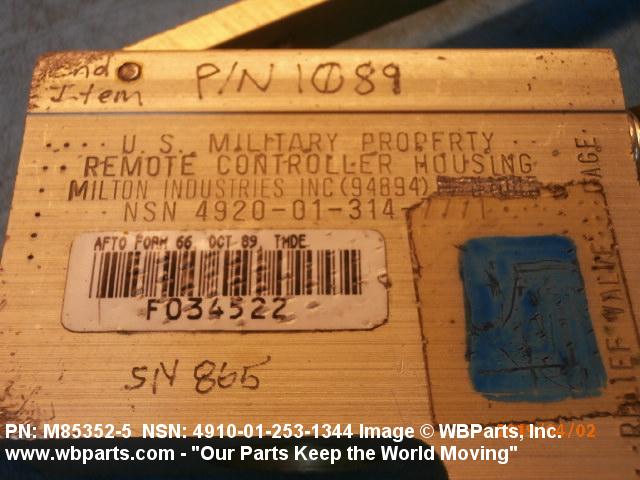 End
Item
P/N 1089
U.S. MILITARY PROPERTY
REMOTE CONTROLLER HOUSING
MILTON INDUSTRIES INC (94894)
NSN 4920-01-314-
AFTO FORM 66 OCT 89 TMDE
F034522
SN 865
RELIEF VALVE
PN: M85352-5 NSN: 4910-01-253-1344 Image © WBParts, Inc.
www.wbparts.com - "Our Parts Keep the World Moving"